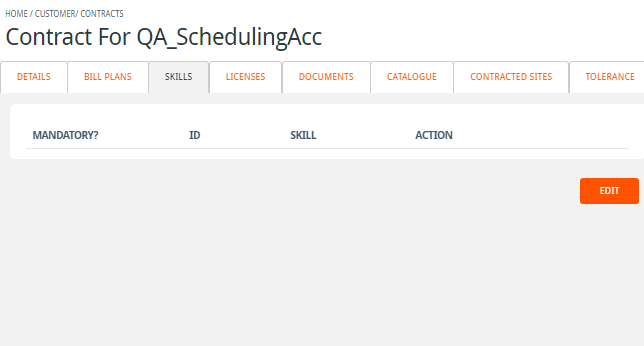 HOME / CUSTOMER/ CONTRACTS
Contract For QA_SchedulingAcc
DETAILS BILL PLANS SKILLS LICENSES DOCUMENTS CATALOGUE CONTRACTED SITES TOLERANCE
MANDATORY? ID SKILL ACTION
EDIT